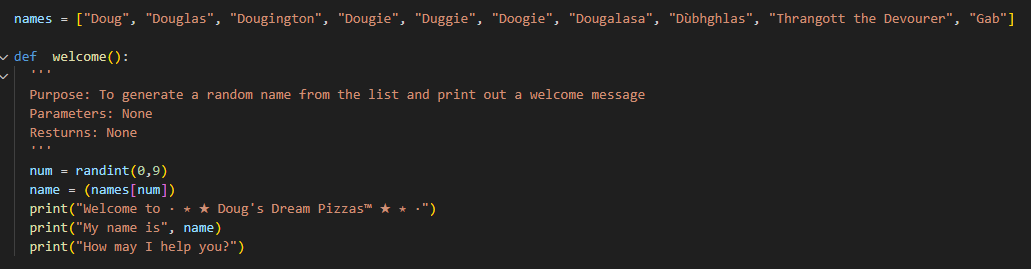 names = ["Doug", "Douglas", "Dougington", "Dougie", "Duggie", "Doogie", "Dougalasa", "Dùbhghlas", "Thrangott the Devourer", "Gab"]
def  welcome():
'''
Purpose: To generate a random name from the list and print out a welcome message
Parameters: None
Resturns: None
'''
num = randint(0,9)
name = (names[num])
print("Welcome to · ⋆ ★ Doug's Dream Pizzas™ ★ ⋆ ·")
print("My name is", name)
print("How may I help you?")